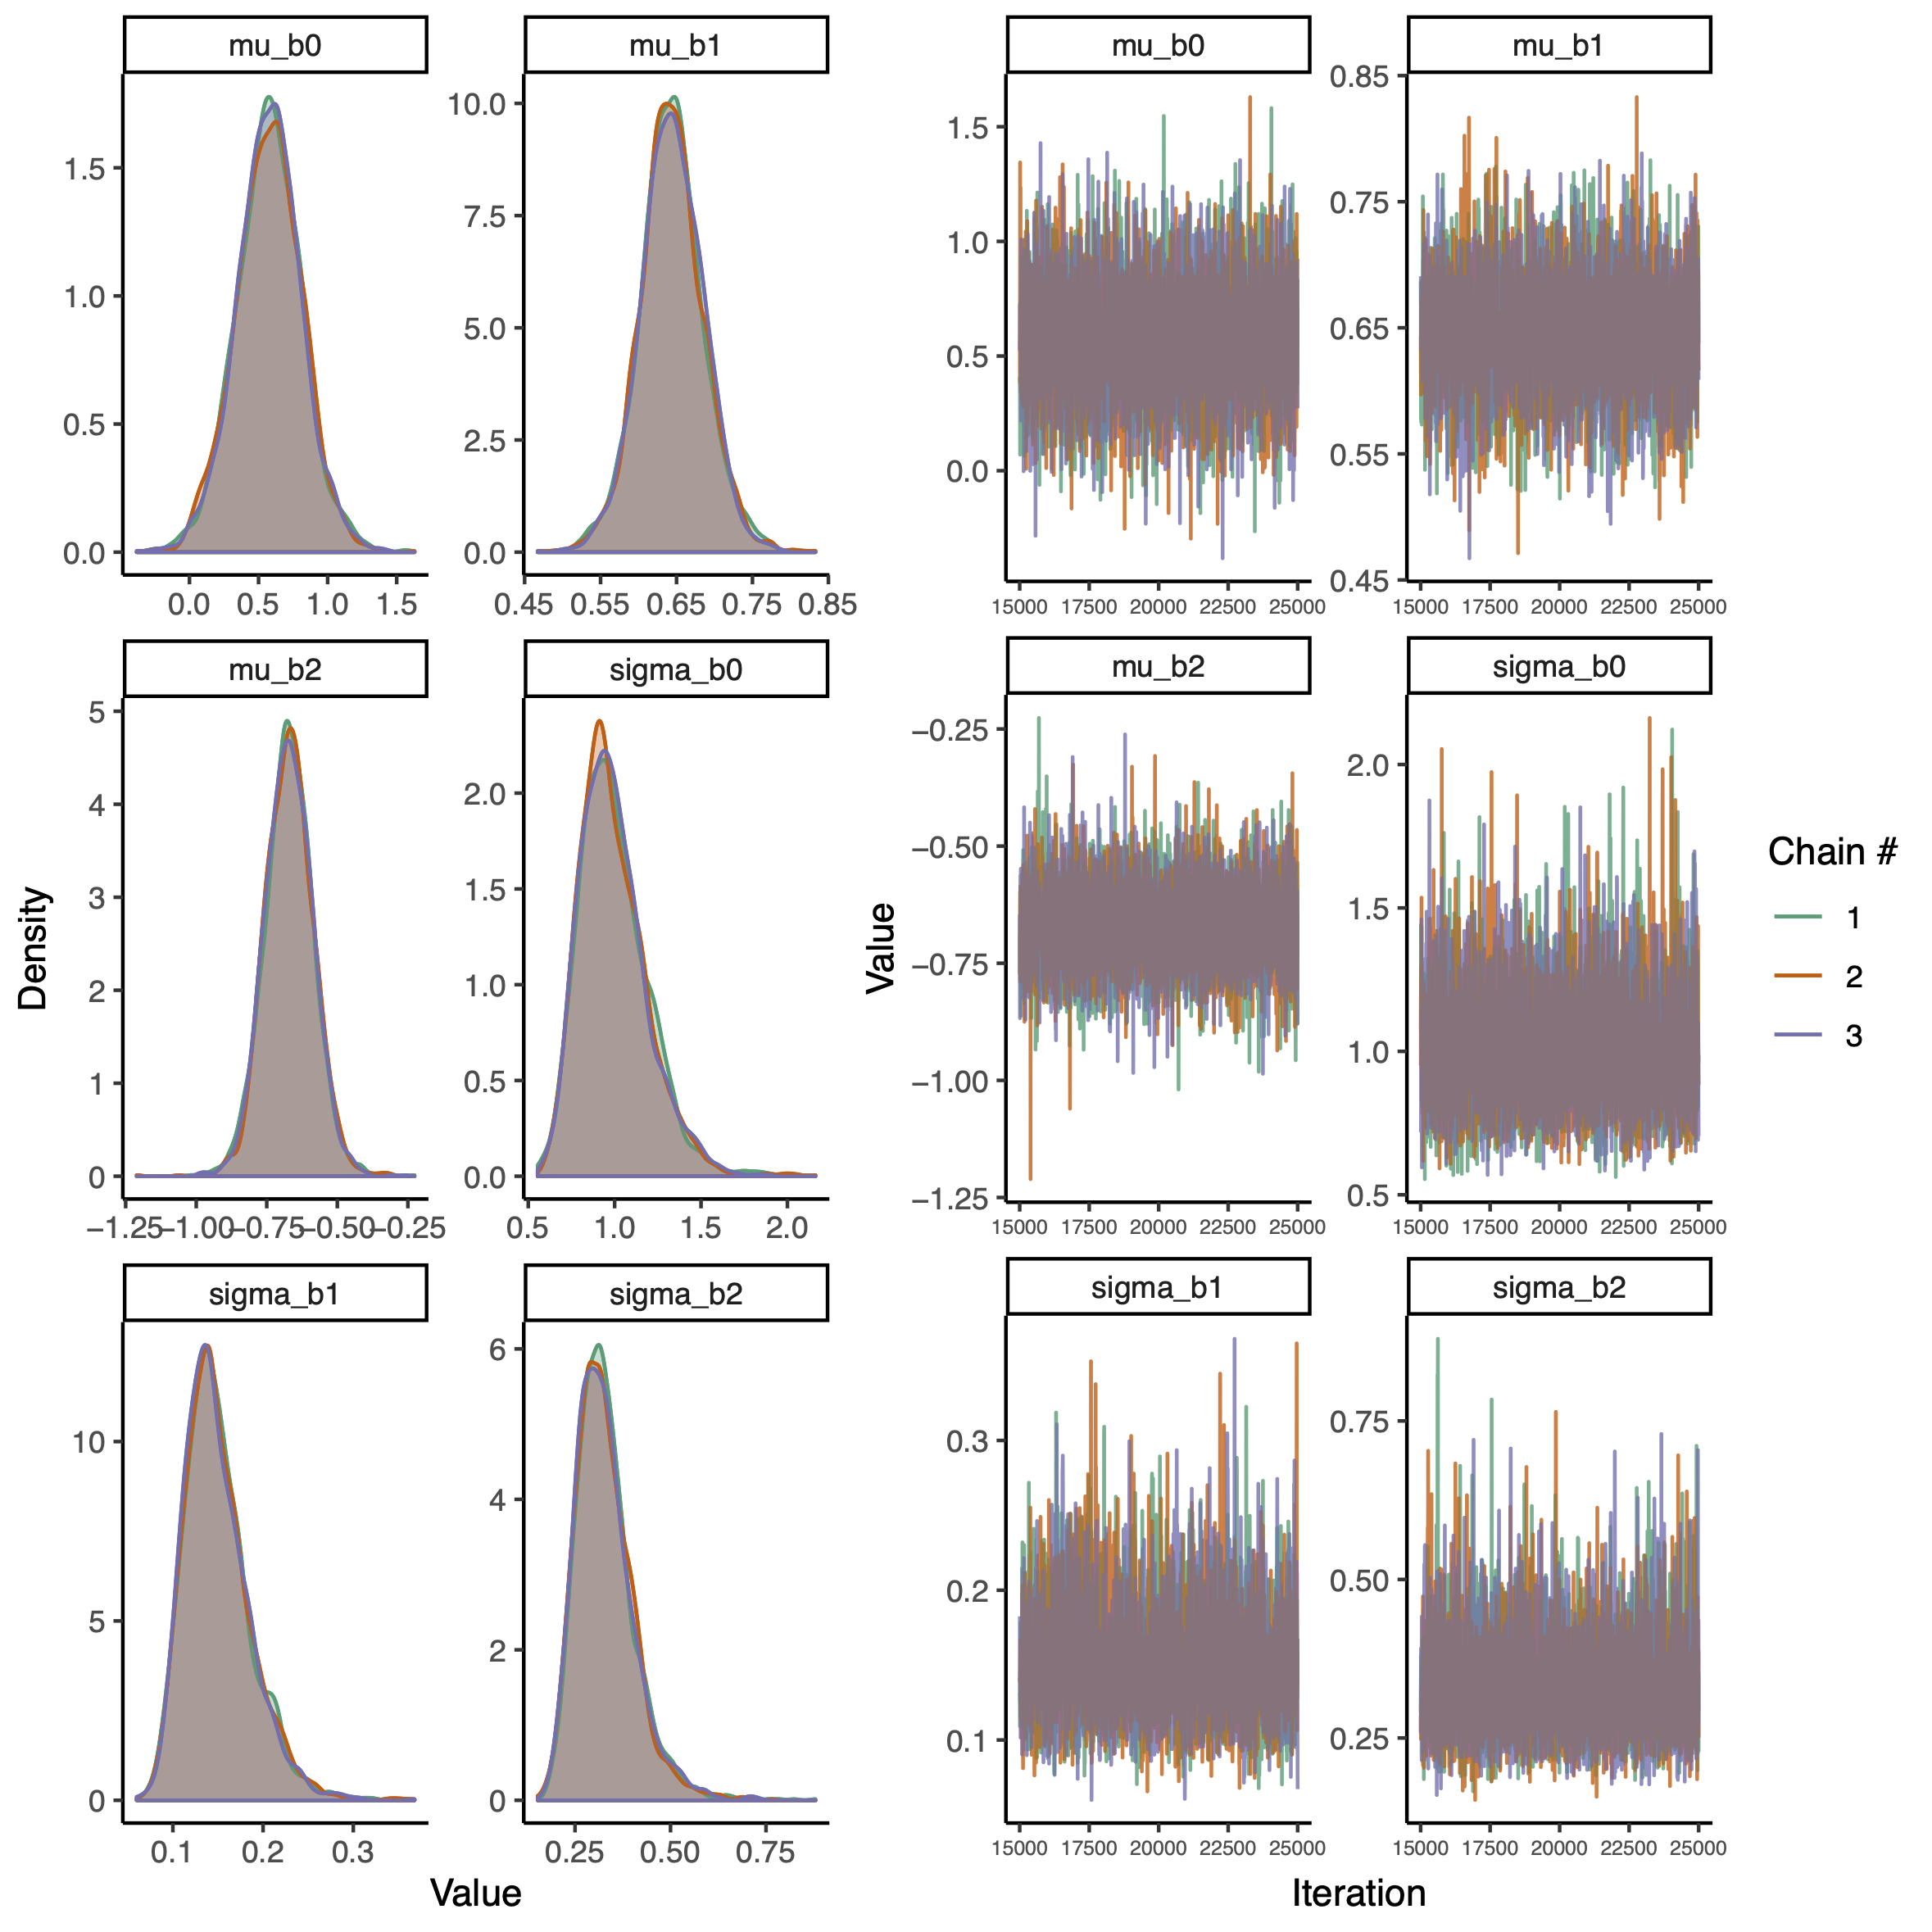 mu_b0
mu_b1
mu_b0
mu_b1
1.5
1.0
0.5
0.0
0.0 0.5 1.0 1.5
10.0
7.5
5.0
2.5
0.0
0.45 0.55 0.65 0.75 0.85
1.5
1.0
0.5
0.0
15000 17500 20000 22500 25000
0.85
0.75
0.65
0.55
0.45
15000 17500 20000 22500 25000
mu_b2
sigma_b0
mu_b2
sigma_b0
5
4
3
2
1
0
−1.25 −1.00 −0.75 −0.50 −0.25
2.0
1.5
1.0
0.5
0.0
0.5 1.0 1.5 2.0
−0.25
−0.50
−0.75
−1.00
−1.25
15000 17500 20000 22500 25000
2.0
1.5
1.0
0.5
15000 17500 20000 22500 25000
sigma_b1
sigma_b2
sigma_b1
sigma_b2
10
5
0
0.1 0.2 0.3
6
4
2
0
0.25 0.50 0.75
0.3
0.2
0.1
15000 17500 20000 22500 25000
0.75
0.50
0.25
15000 17500 20000 22500 25000
Density
Value
Value
Iteration
Chain #
1
2
3